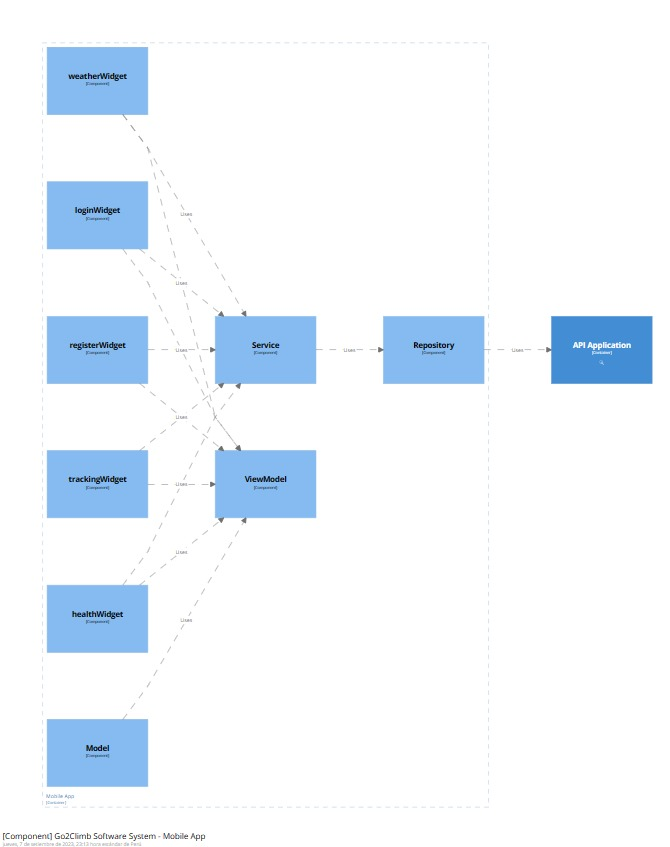 weatherWidget
[Component]
Uses
loginWidget
[Component]
Uses
registerWidget
[Component]
Uses
Service
[Component]
Uses
Repository
[Component]
Uses
API Application
[Container]
Uses
trackingWidget
[Component]
Uses
ViewModel
[Component]
Uses
healthWidget
[Component]
Uses
Model
[Component]
Mobile App
[Container]
[Component] Go2Climb Software System - Mobile App
jueves, 7 de setiembre de 2023, 23:13 hora estándar de Perú